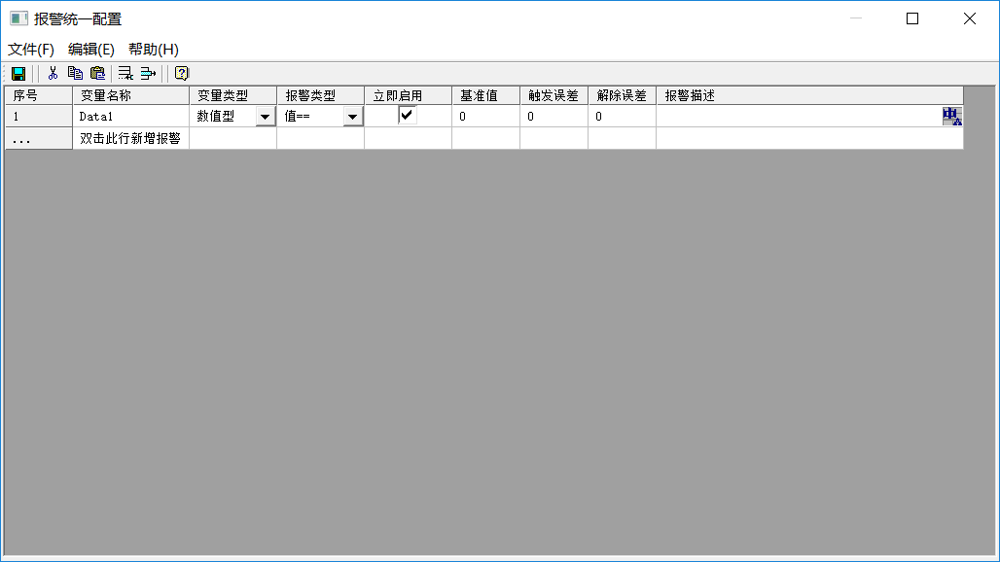 报警统一配置
文件(F) 编辑(E) 帮助(H)
序号 变量名称 变量类型 报警类型 立即启用 基准值 触发误差 解除误差 报警描述
1 Data1 数值型 值== 0 0 0
... 双击此行新增报警